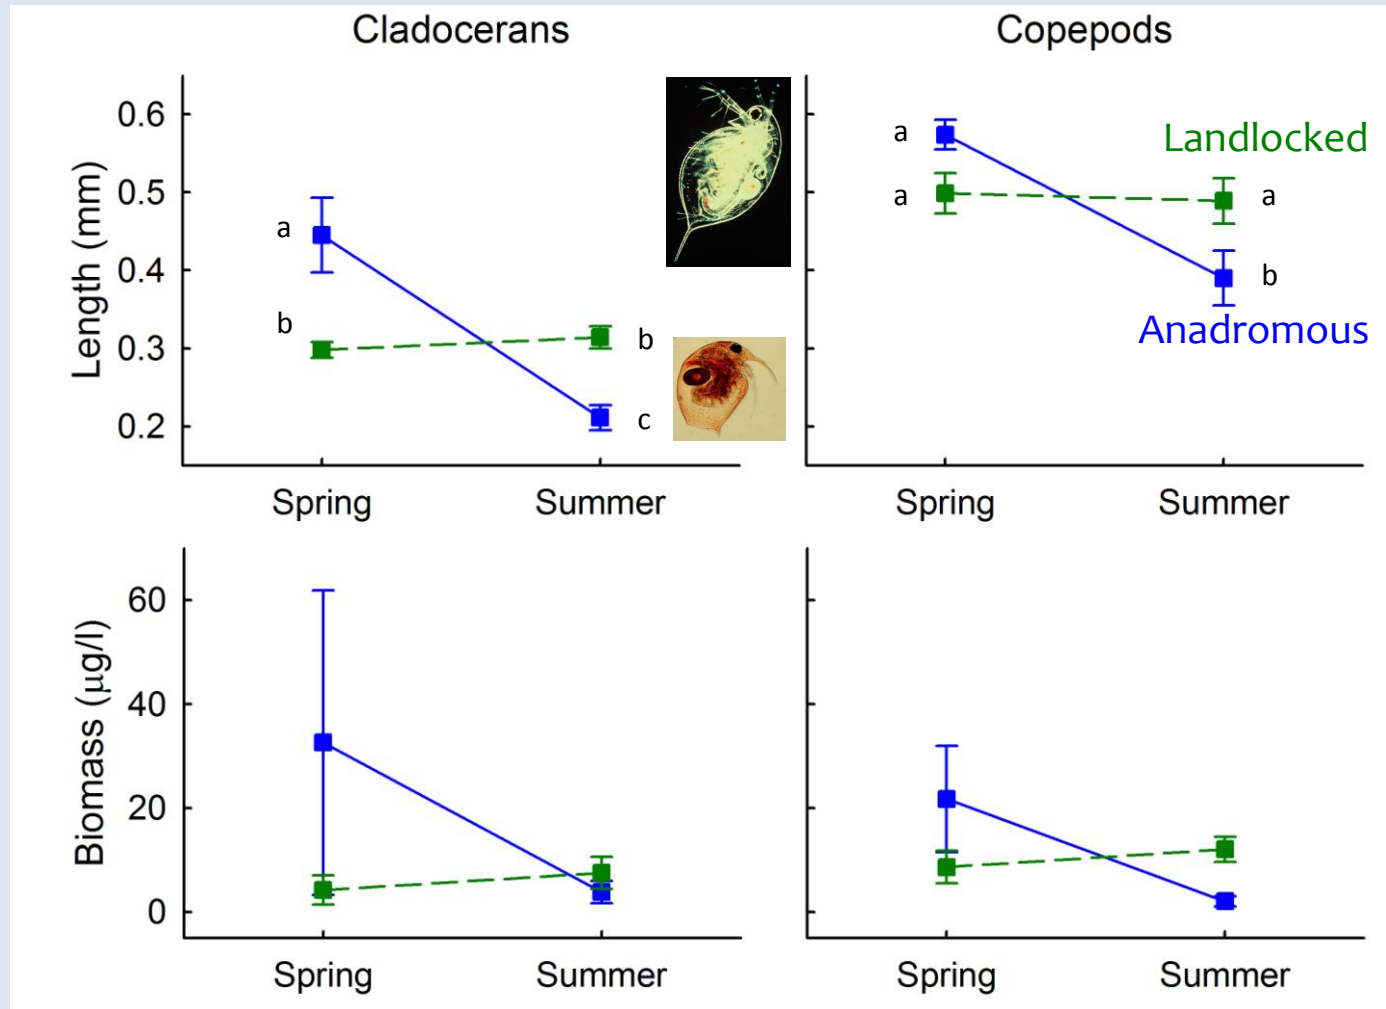 Cladocerans
Copepods
Length (mm)
0.6
0.5
0.4
0.3
0.2
a
b
b
c
Spring
Summer
a
a
Landlocked
a
b
Anadromous
Spring
Summer
Biomass (µg/l)
60
40
20
0
Spring
Summer
Spring
Summer